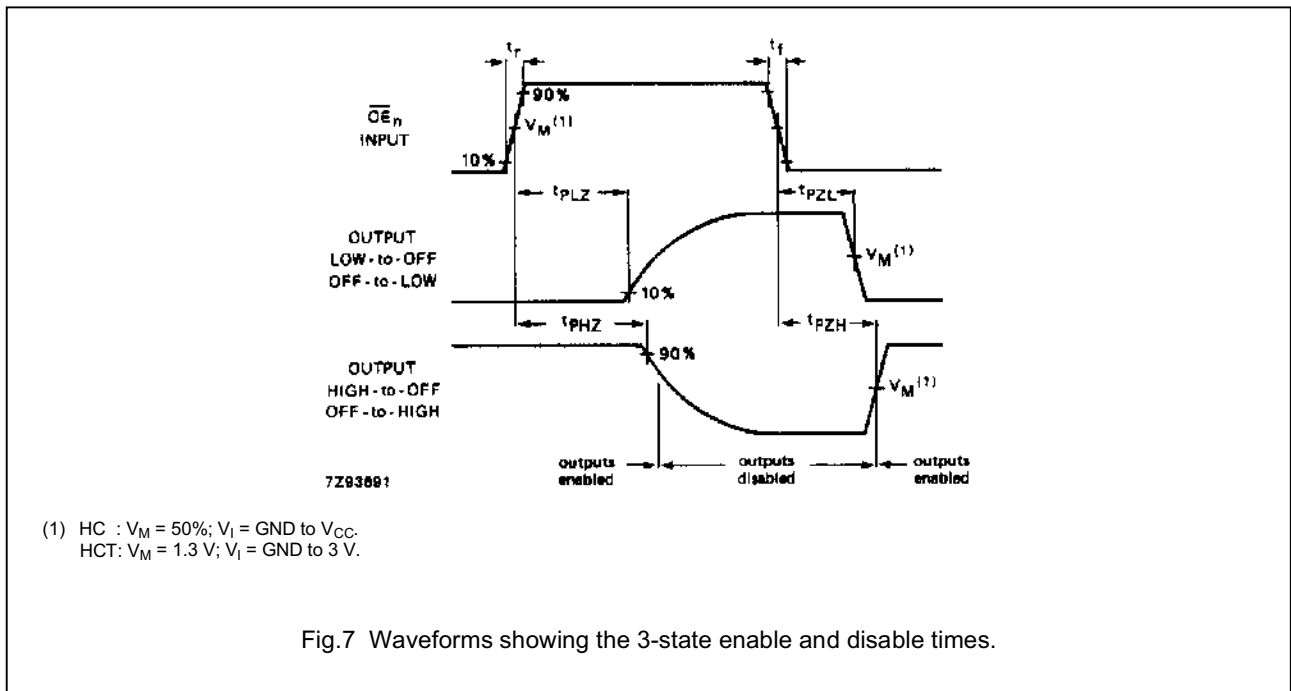 t_r
t_f
90%
O̅E̅_n
INPUT
V_M (1)
10%
t_PLZ
t_PZL
OUTPUT
LOW-to-OFF
OFF-to-LOW
V_M (1)
10%
t_PHZ
t_PZH
90%
OUTPUT
HIGH-to-OFF
OFF-to-HIGH
V_M (1)
outputs enabled
outputs disabled
outputs enabled
7Z93691
(1) HC : V_M = 50%; V_I = GND to V_CC.
HCT: V_M = 1.3 V; V_I = GND to 3 V.
Fig.7 Waveforms showing the 3-state enable and disable times.